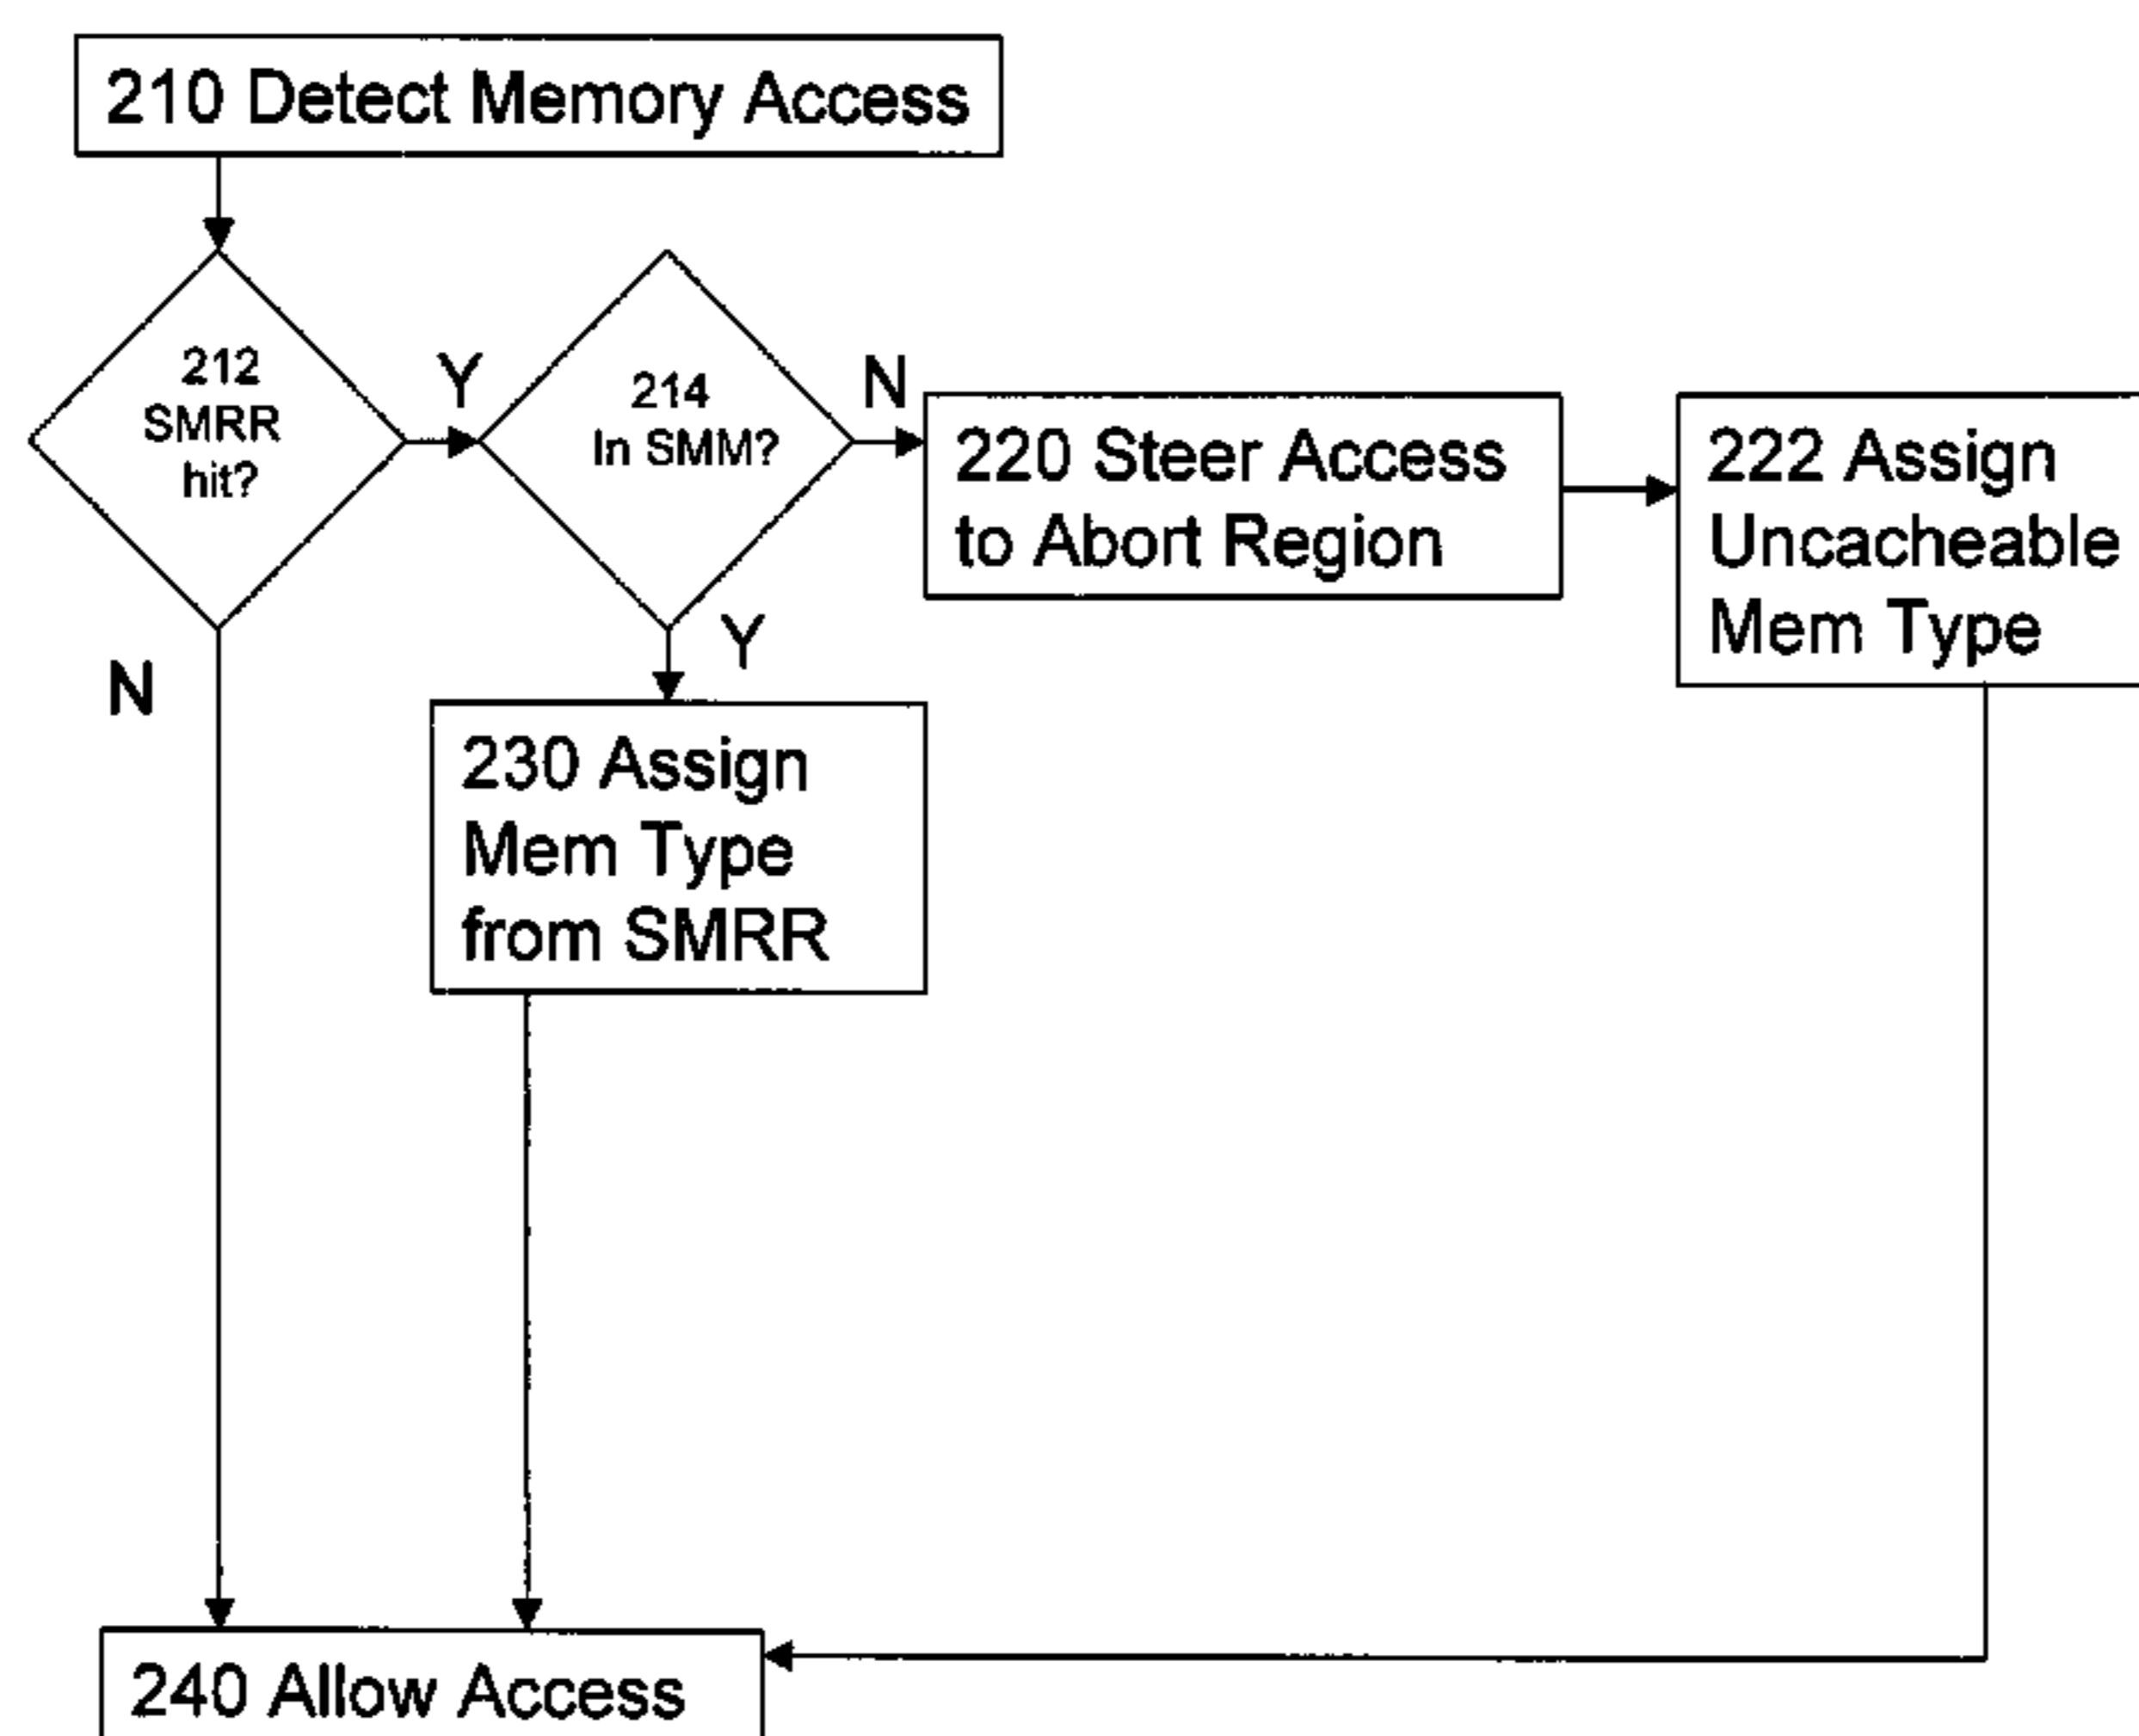 210 Detect Memory Access
212
SMRR
hit?
Y
214
In SMM?
N
220 Steer Access
to Abort Region
222 Assign
Uncacheable
Mem Type
N
Y
230 Assign
Mem Type
from SMRR
240 Allow Access